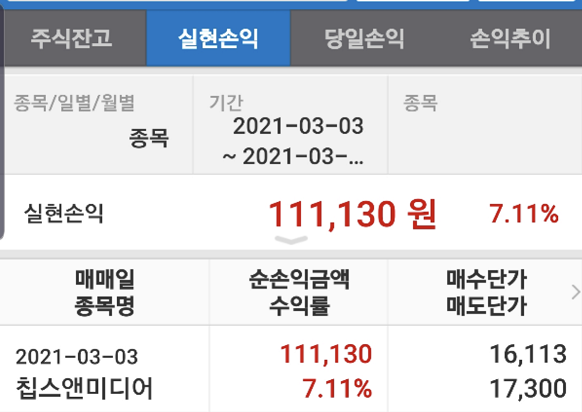 주식잔고 실현손익 당일손익 손익추이
종목/일별/월별 기간 종목
종목 2021-03-03
~ 2021-03-...
실현손익 111,130 원 7.11%
매매일 순손익금액 매수단가
종목명 수익률 매도단가
2021-03-03 111,130 16,113
칩스앤미디어 7.11% 17,300